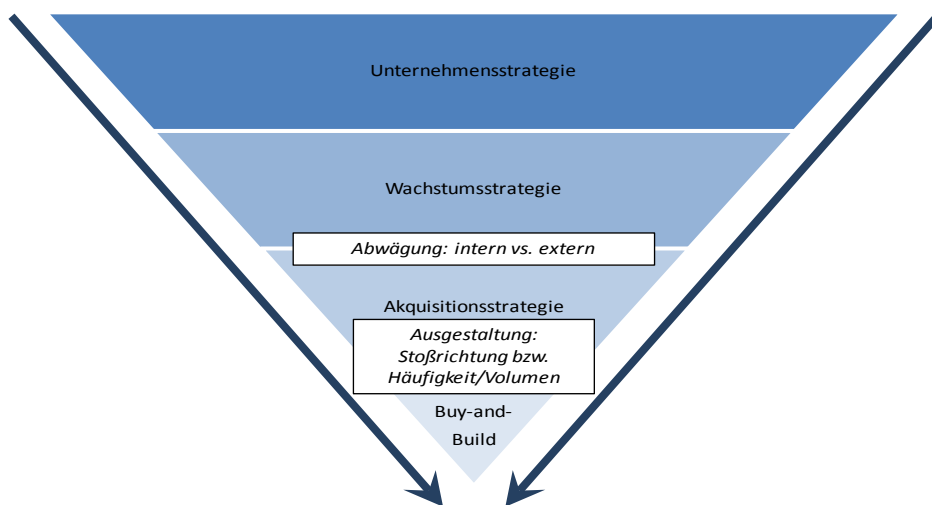 Unternehmensstrategie
Wachstumsstrategie
Abwägung: intern vs. extern
Akquisitionsstrategie
Ausgestaltung:
Stoßrichtung bzw.
Häufigkeit/Volumen
Buy-and-
Build